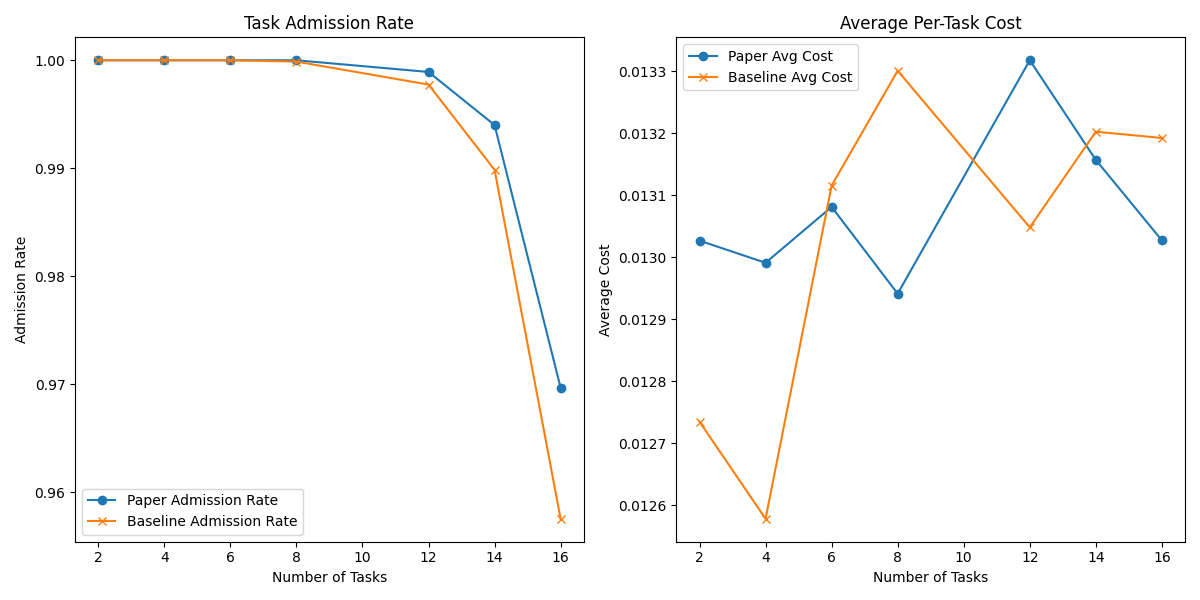 Task Admission Rate
Admission Rate
1.00
0.99
0.98
0.97
0.96
Paper Admission Rate
Baseline Admission Rate
2 4 6 8 10 12 14 16
Number of Tasks
Average Per-Task Cost
Paper Avg Cost
Baseline Avg Cost
Average Cost
0.0133
0.0132
0.0131
0.0130
0.0129
0.0128
0.0127
0.0126
2 4 6 8 10 12 14 16
Number of Tasks